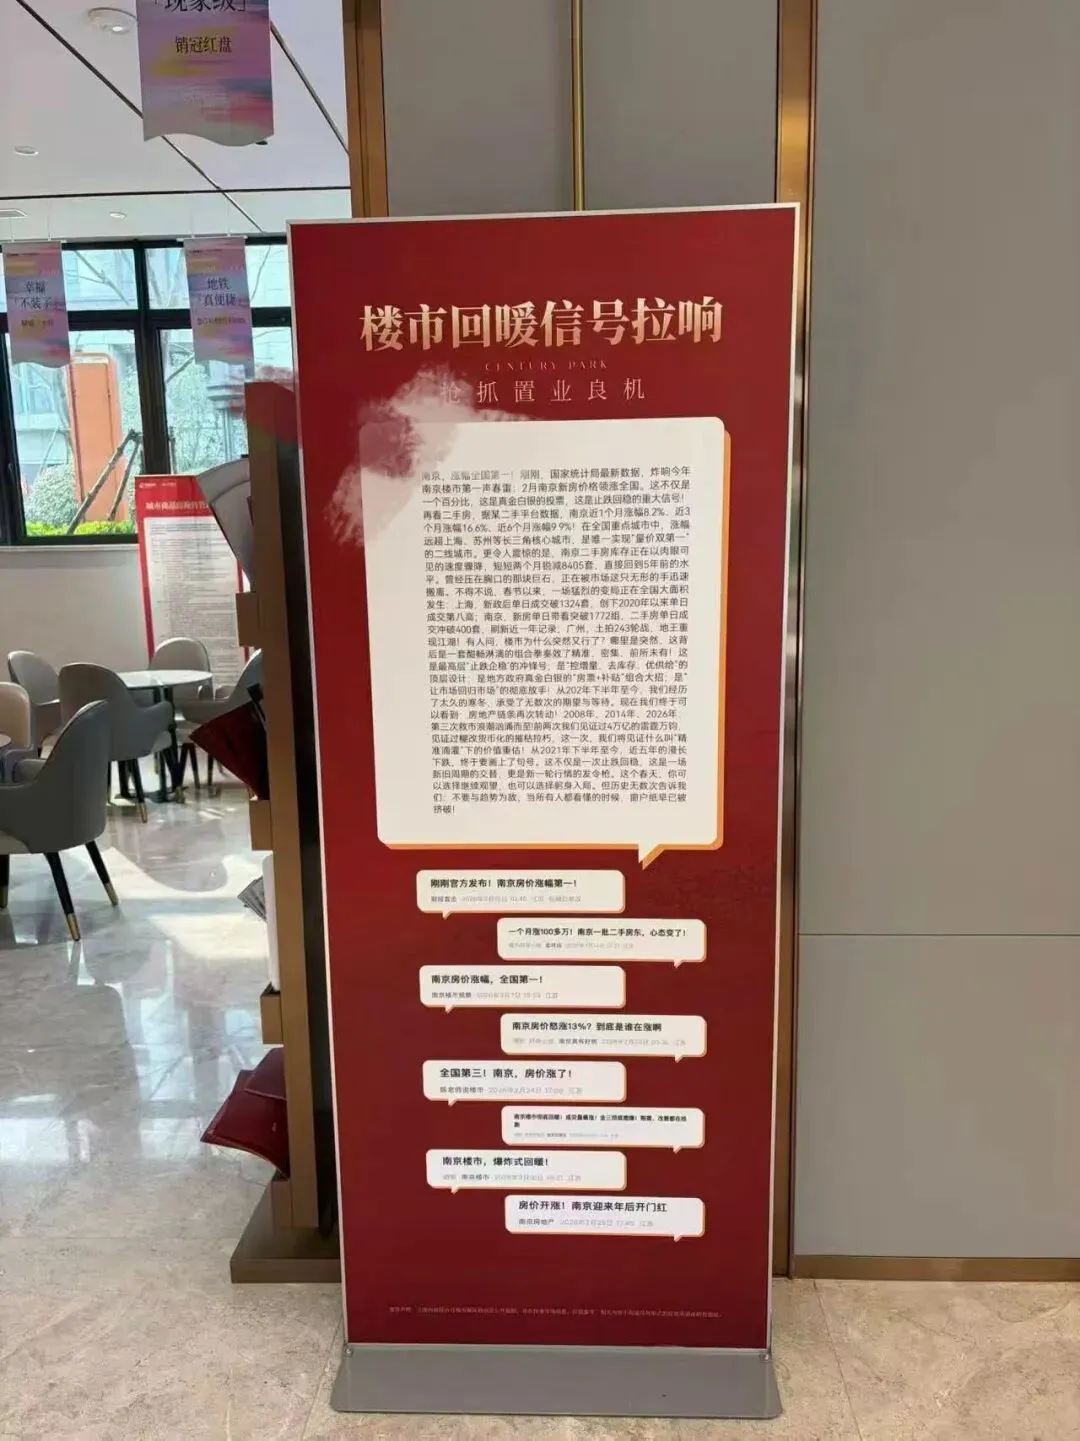 「现象级」
销冠红盘
幸福
「不装了」
地铁
「真便捷」
楼市回暖信号拉响
CENTURY PARK
抢抓置业良机
南京，涨幅全国第一！刚刚，国家统计局最新数据，炸响今年
南京楼市第一声春雷：2月南京新房价格领涨全国。这不仅是
一个百分比，这是真金白银的投票，这是止跌回稳的重大信号！
再看二手房，据某二手平台数据，南京近1个月涨幅8.2%、近3
个月涨幅16.6%、近6个月涨幅9.9%！在全国重点城市中，涨幅
远超上海、苏州等长三角核心城市，是唯一实现“量价双第一”
的二线城市。更令人震惊的是，南京二手房库存正在以肉眼可
见的速度骤降，短短两个月锐减8405套，直接回到5年前的水
平。曾经压在胸口的那块巨石，正在被市场这只无形的手迅速
搬离。不得不说，春节以来，一场猛烈的变局正在全国大面积
发生：上海，新政后单日成交破1324套，创下2020年以来单日
成交第八高；南京，新房单日带看突破1772组，二手房单日成
交冲破400套，刷新近一年记录，广州，土拍243轮战，地王重
现江湖！有人问，楼市为什么突然又行了？哪里是突然，这背
后是一套酣畅淋漓的组合拳奏效了精准、密集、前所未有！这
是最高层“止跌企稳”的冲锋号，是“控增量、去库存、优供给”的
顶层设计；是地方政府真金白银的“房票+补贴”组合大招；是“
让市场回归市场”的彻底放手！从202年下半年至今，我们经历
了太久的寒冬，承受了无数次的期望与等待。现在我们终于可
以看到：房地产链条再次转动！2008年、2014年、2026年，
第三次救市浪潮汹涌而至！前两次我们见证过4万亿的雷霆万钧，
见证过棚改货币化的摧枯拉朽，这一次，我们将见证什么叫“精
准滴灌”下的价值重估！从2021年下半年至今，近五年的漫长
下跌，终于要画上了句号。这不仅是一次止跌回稳，这是一场
新旧周期的交替，更是新一轮行情的发令枪。这个春天，你可
以选择继续观望，也可以选择躬身入局。但历史无数次告诉我
们：不要与趋势为敌，当所有人都看懂的时候，窗户纸早已被
挤破！
刚刚官方发布！南京房价涨幅第一！
一个月涨100多万！南京一批二手房东，心态变了！
南京房价涨幅，全国第一！
南京房价怒涨13%？到底是谁在涨啊
南京真有好房
全国第三！南京，房价涨了！
陈老师说楼市
南京楼市，爆炸式回暖！
南京楼市
房价开涨！南京迎来年后开门红
南京房地产